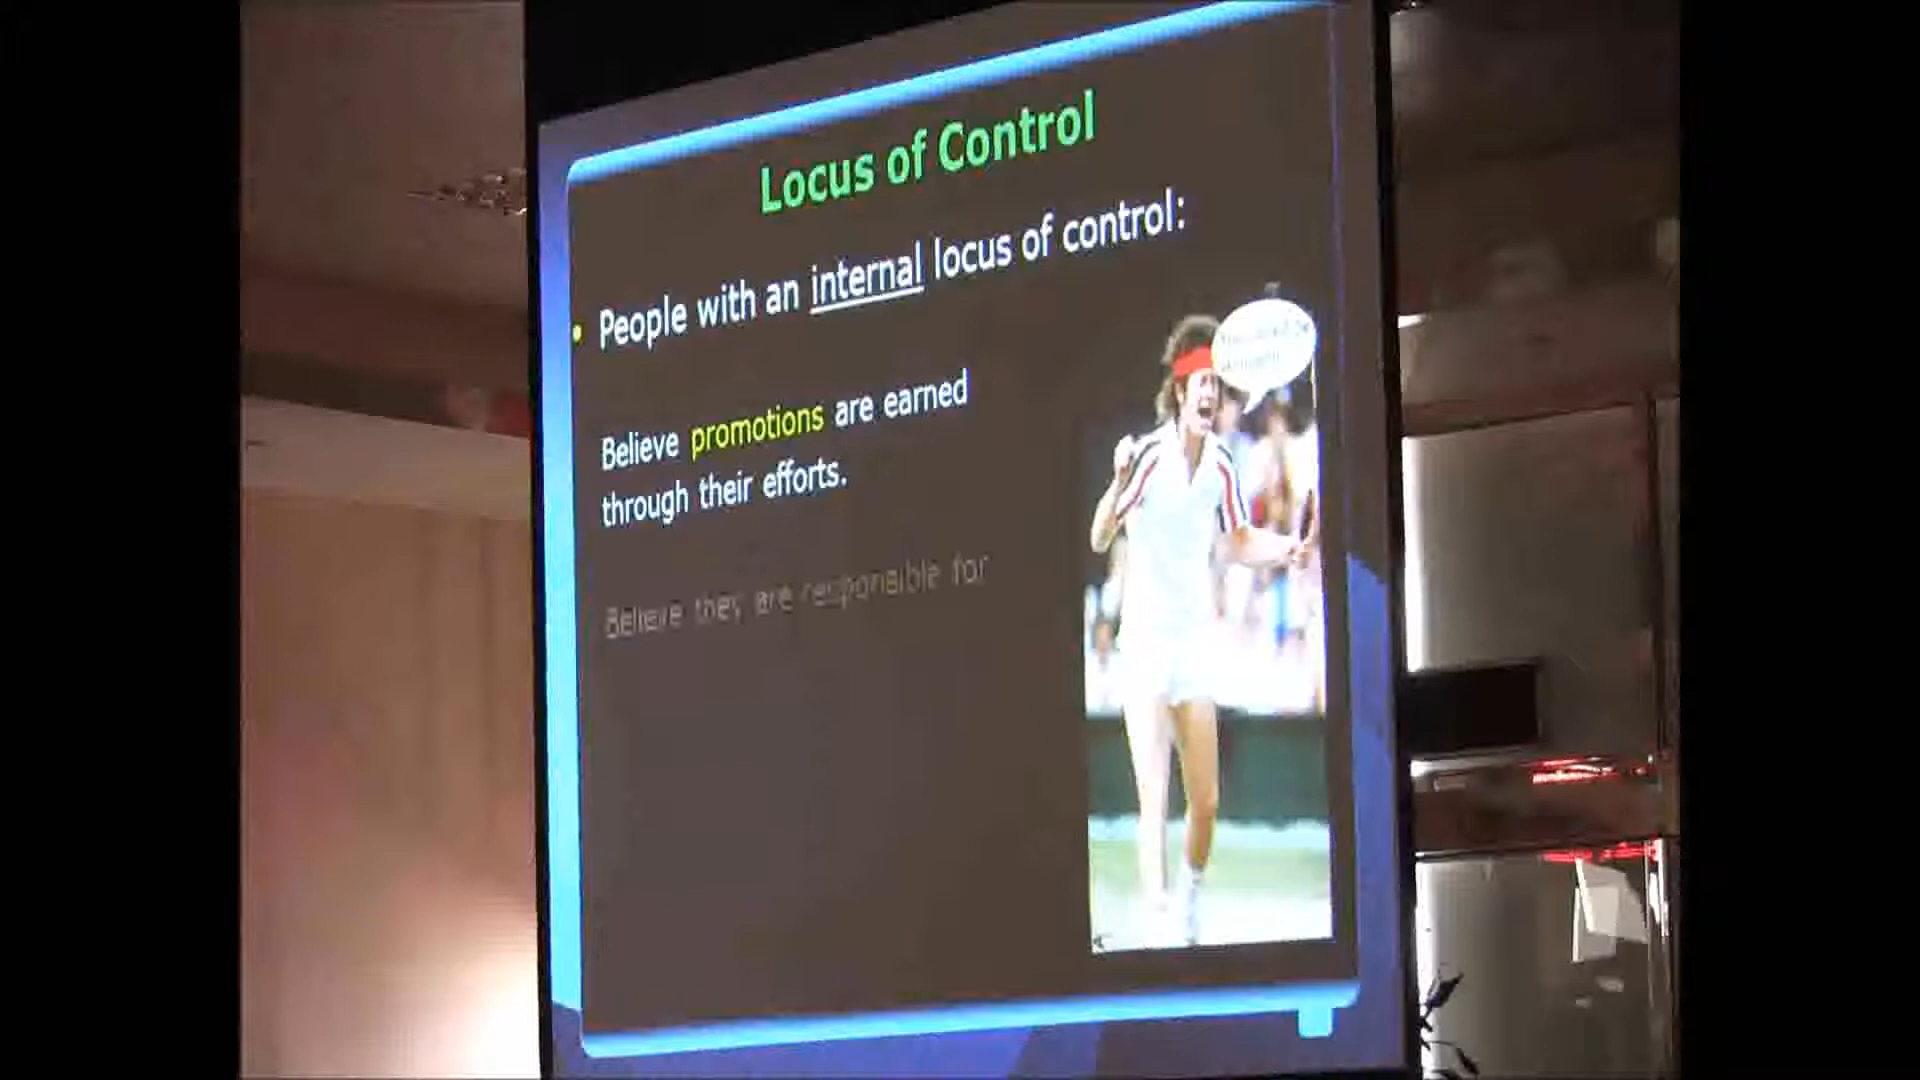 Locus of Control
• People with an internal locus of control:
Believe promotions are earned
through their efforts.
Believe they are responsible for